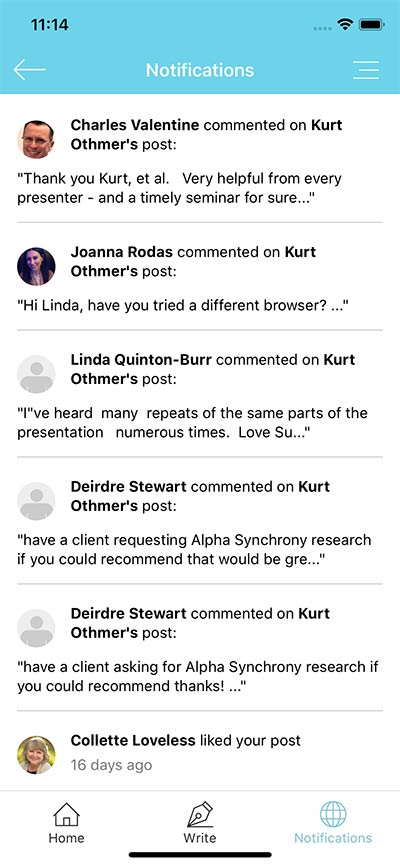 11:14
Notifications
Charles Valentine commented on Kurt
Othmer's post:
"Thank you Kurt, et al.   Very helpful from every
presenter - and a timely seminar for sure..."
Joanna Rodas commented on Kurt
Othmer's post:
"Hi Linda, have you tried a different browser? ..."
Linda Quinton-Burr commented on Kurt
Othmer's post:
"I"ve heard  many  repeats of the same parts of the
presentation   numerous times.  Love Su..."
Deirdre Stewart commented on Kurt
Othmer's post:
"have a client requesting Alpha Synchrony research
if you could recommend that would be gre..."
Deirdre Stewart commented on Kurt
Othmer's post:
"have a client asking for Alpha Synchrony research if
you could recommend thanks! ..."
Collette Loveless liked your post
16 days ago
Home
Write
Notifications